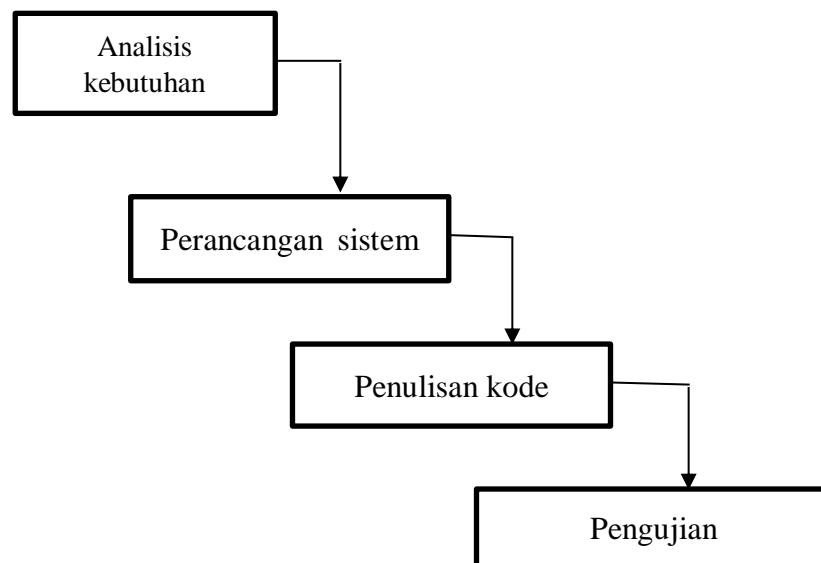 Analisis
kebutuhan
Perancangan sistem
Penulisan kode
Pengujian